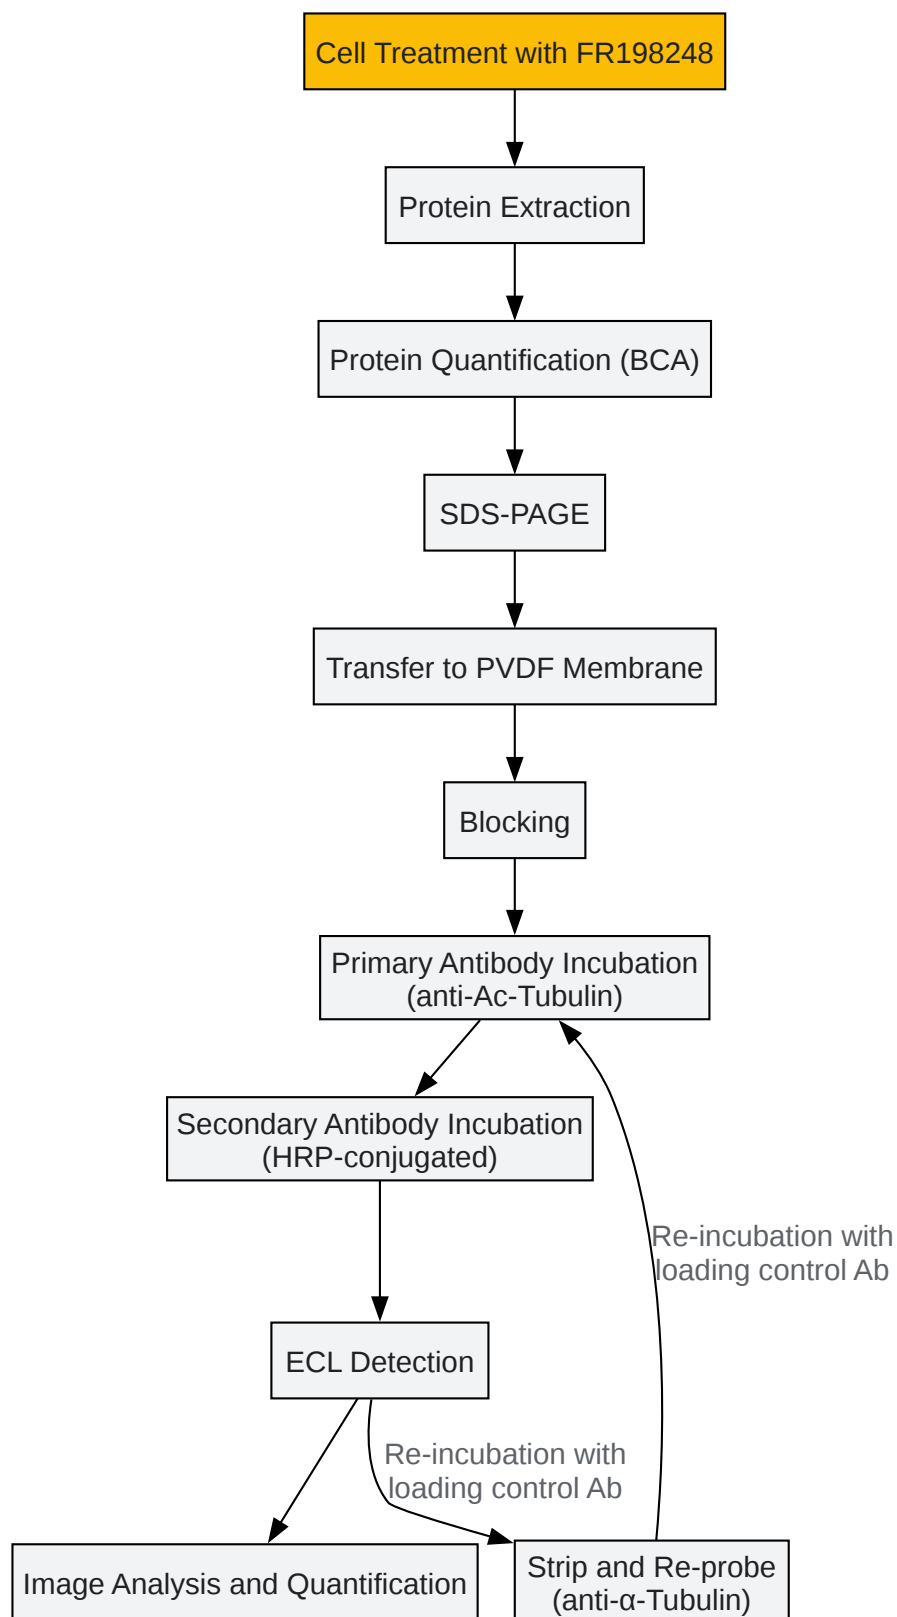 Cell Treatment with FR198248
Protein Extraction
Protein Quantification (BCA)
SDS-PAGE
Transfer to PVDF Membrane
Blocking
Primary Antibody Incubation
(anti-Ac-Tubulin)
Secondary Antibody Incubation
(HRP-conjugated)
Re-incubation with
loading control Ab
ECL Detection
Re-incubation with
loading control Ab
Image Analysis and Quantification
Strip and Re-probe
(anti-α-Tubulin)